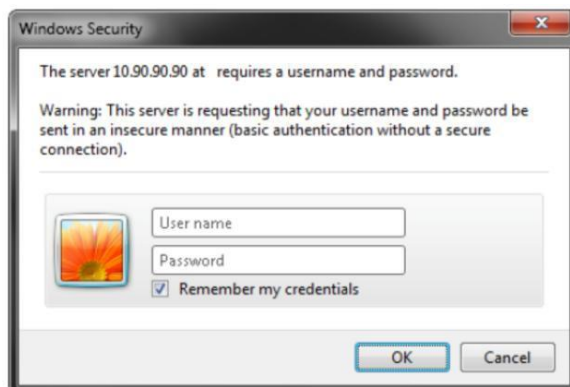 Windows Security
The server 10.90.90.90 at   requires a username and password.
Warning: This server is requesting that your username and password be
sent in an insecure manner (basic authentication without a secure
connection).
User name
Password
Remember my credentials
OK
Cancel